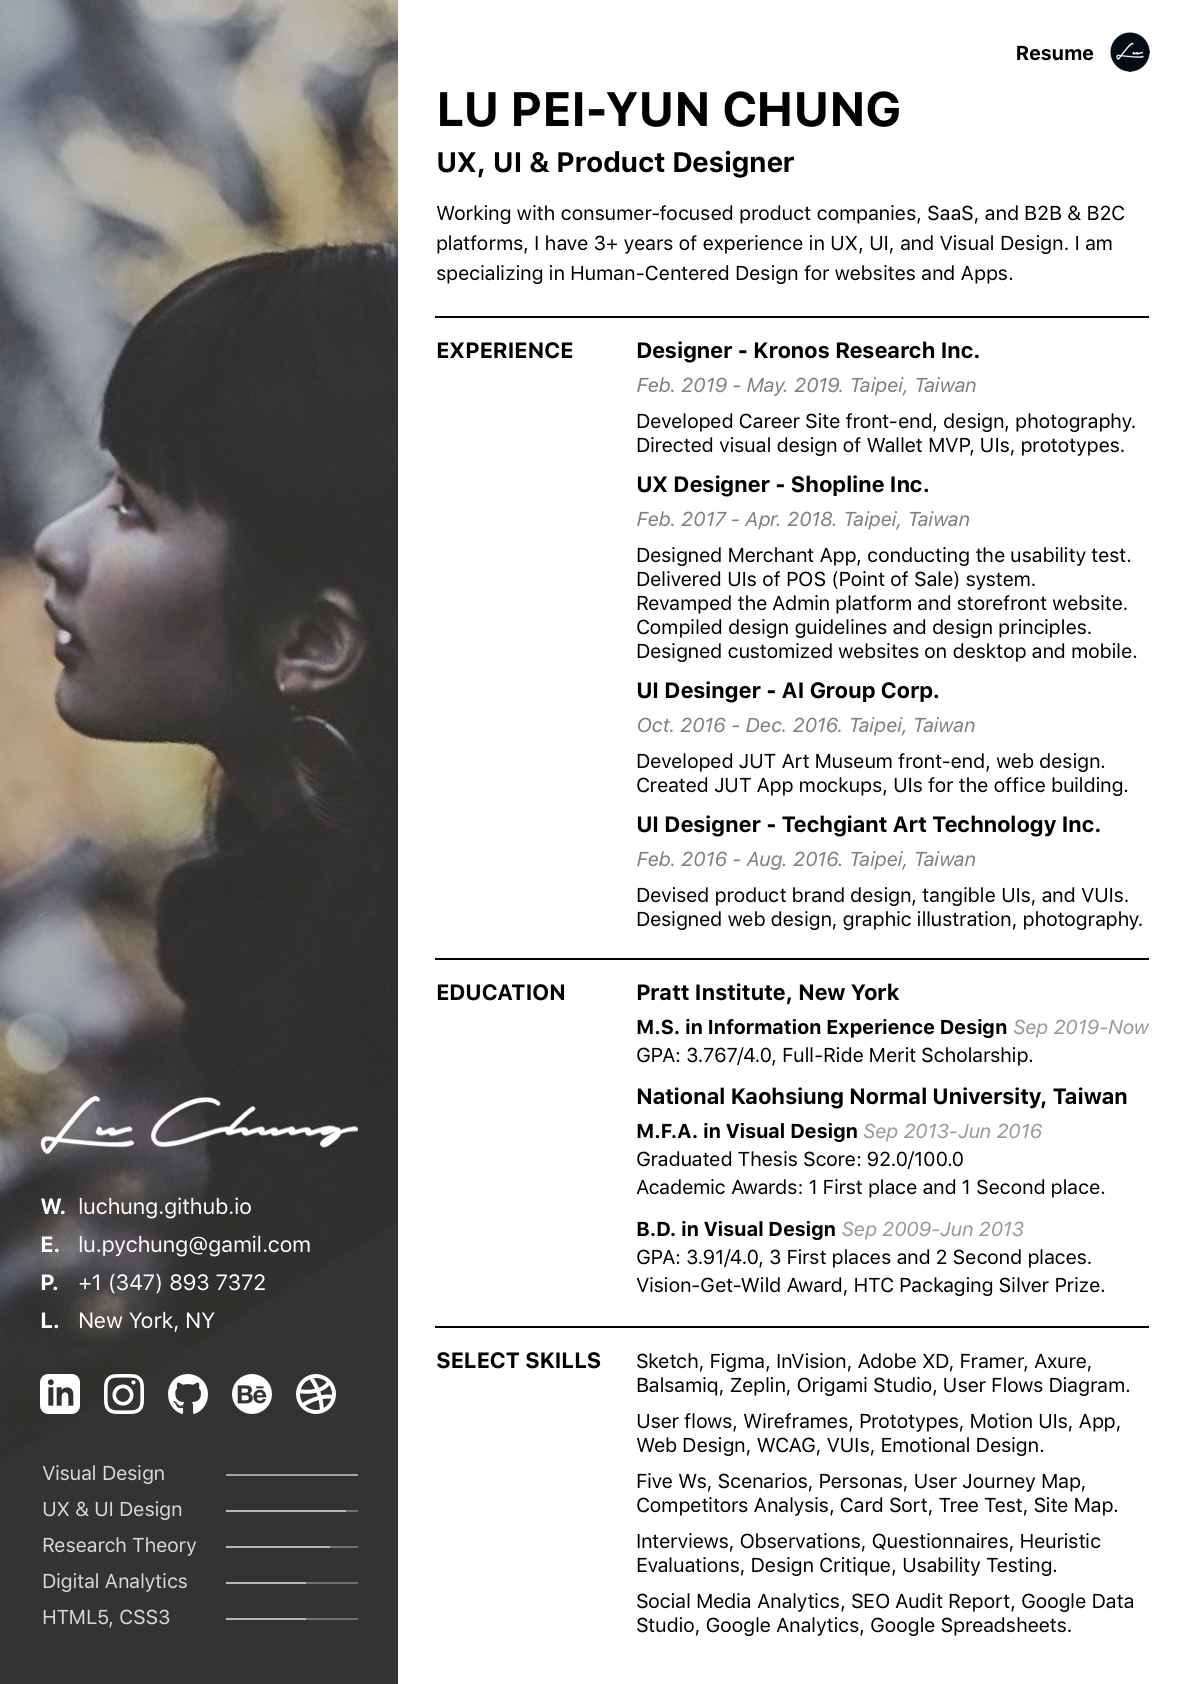 Resume
LU PEI-YUN CHUNG
UX, UI & Product Designer
Working with consumer-focused product companies, SaaS, and B2B & B2C
platforms, I have 3+ years of experience in UX, UI, and Visual Design. I am
specializing in Human-Centered Design for websites and Apps.
EXPERIENCE
Designer - Kronos Research Inc.
Feb. 2019 - May. 2019. Taipei, Taiwan
Developed Career Site front-end, design, photography.
Directed visual design of Wallet MVP, UIs, prototypes.
UX Designer - Shopline Inc.
Feb. 2017 - Apr. 2018. Taipei, Taiwan
Designed Merchant App, conducting the usability test.
Delivered UIs of POS (Point of Sale) system.
Revamped the Admin platform and storefront website.
Compiled design guidelines and design principles.
Designed customized websites on desktop and mobile.
UI Desinger - AI Group Corp.
Oct. 2016 - Dec. 2016. Taipei, Taiwan
Developed JUT Art Museum front-end, web design.
Created JUT App mockups, UIs for the office building.
UI Designer - Techgiant Art Technology Inc.
Feb. 2016 - Aug. 2016. Taipei, Taiwan
Devised product brand design, tangible UIs, and VUIs.
Designed web design, graphic illustration, photography.
EDUCATION
Pratt Institute, New York
M.S. in Information Experience Design Sep 2019-Now
GPA: 3.767/4.0, Full-Ride Merit Scholarship.
National Kaohsiung Normal University, Taiwan
M.F.A. in Visual Design Sep 2013-Jun 2016
Graduated Thesis Score: 92.0/100.0
Academic Awards: 1 First place and 1 Second place.
B.D. in Visual Design Sep 2009-Jun 2013
GPA: 3.91/4.0, 3 First places and 2 Second places.
Vision-Get-Wild Award, HTC Packaging Silver Prize.
SELECT SKILLS
Sketch, Figma, InVision, Adobe XD, Framer, Axure,
Balsamiq, Zeplin, Origami Studio, User Flows Diagram.
User flows, Wireframes, Prototypes, Motion UIs, App,
Web Design, WCAG, VUIs, Emotional Design.
Five Ws, Scenarios, Personas, User Journey Map,
Competitors Analysis, Card Sort, Tree Test, Site Map.
Interviews, Observations, Questionnaires, Heuristic
Evaluations, Design Critique, Usability Testing.
Social Media Analytics, SEO Audit Report, Google Data
Studio, Google Analytics, Google Spreadsheets.
Lu Chung
W. luchung.github.io
E. lu.pychung@gamil.com
P. +1 (347) 893 7372
L. New York, NY
in
Bē
Visual Design
UX & UI Design
Research Theory
Digital Analytics
HTML5, CSS3
Lu